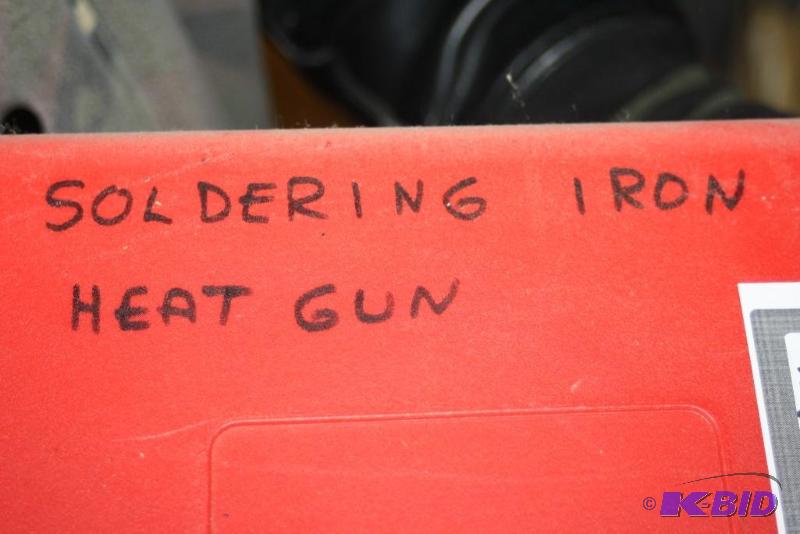 SOLDERING IRON
HEAT GUN
© K-BID